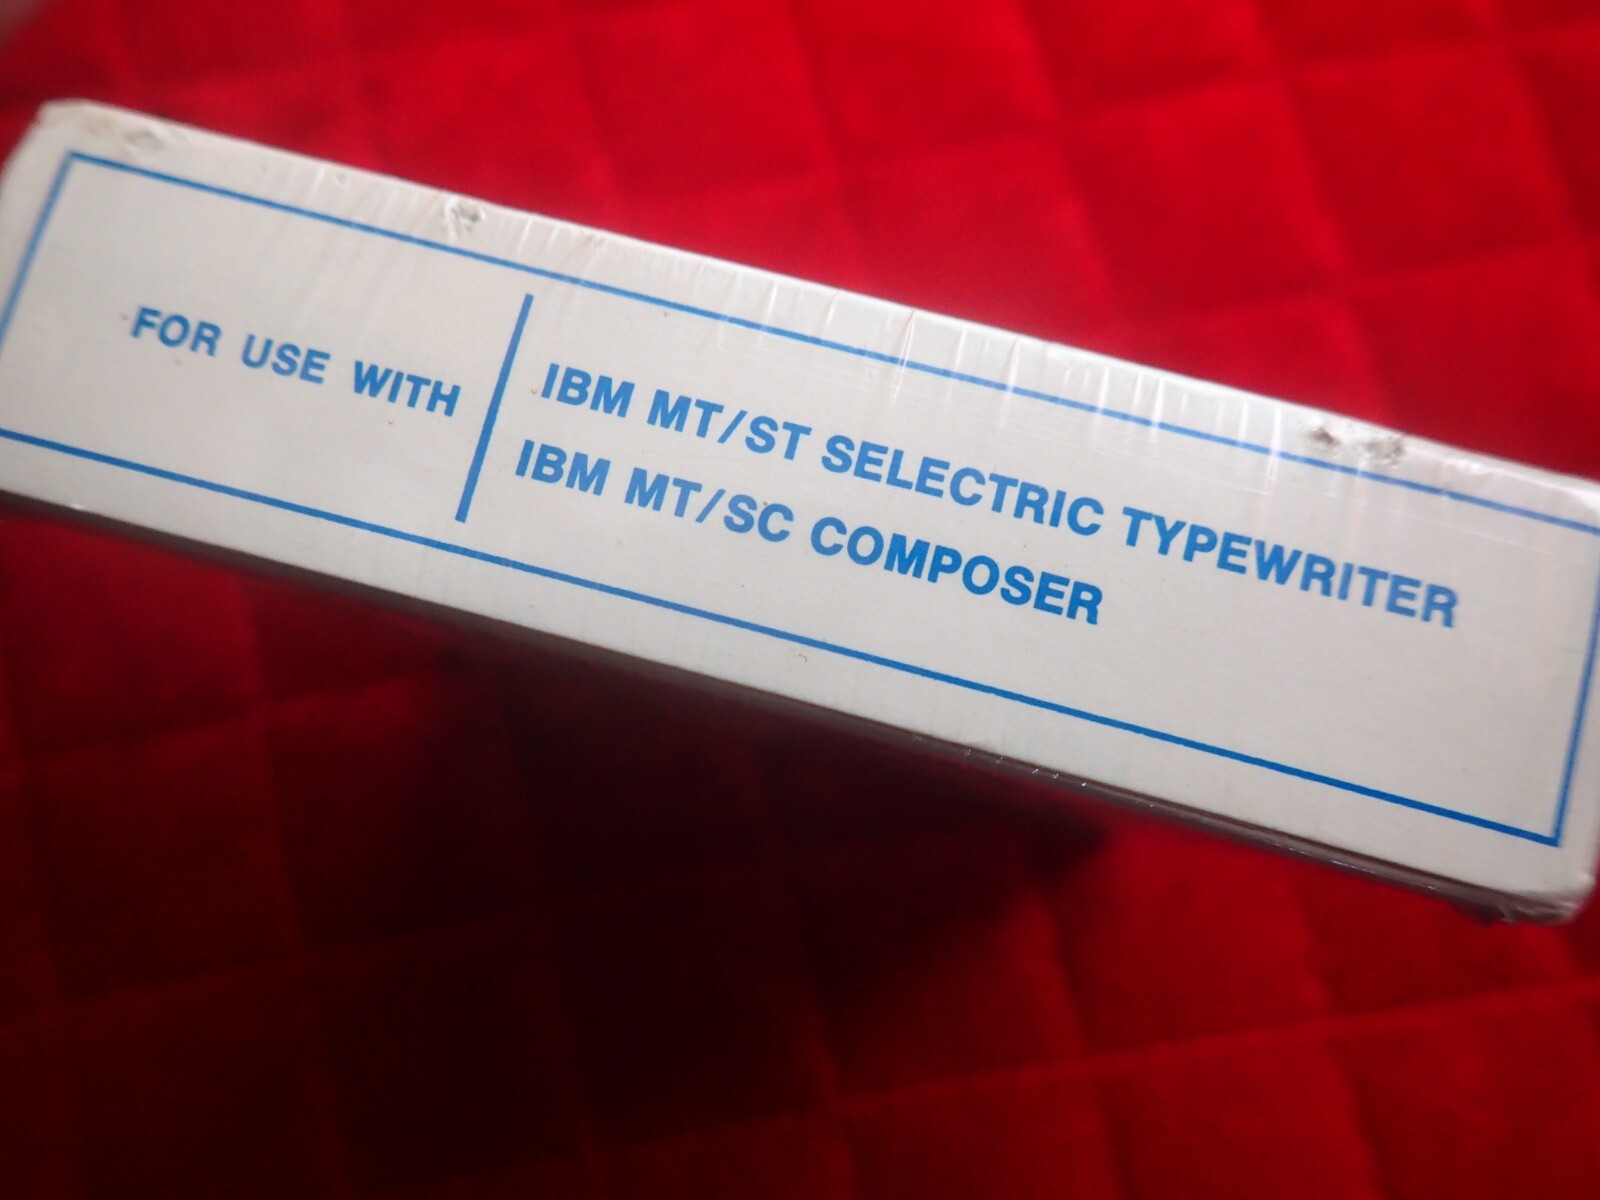 FOR USE WITH
IBM MT/ST SELECTRIC TYPEWRITER
IBM MT/SC COMPOSER